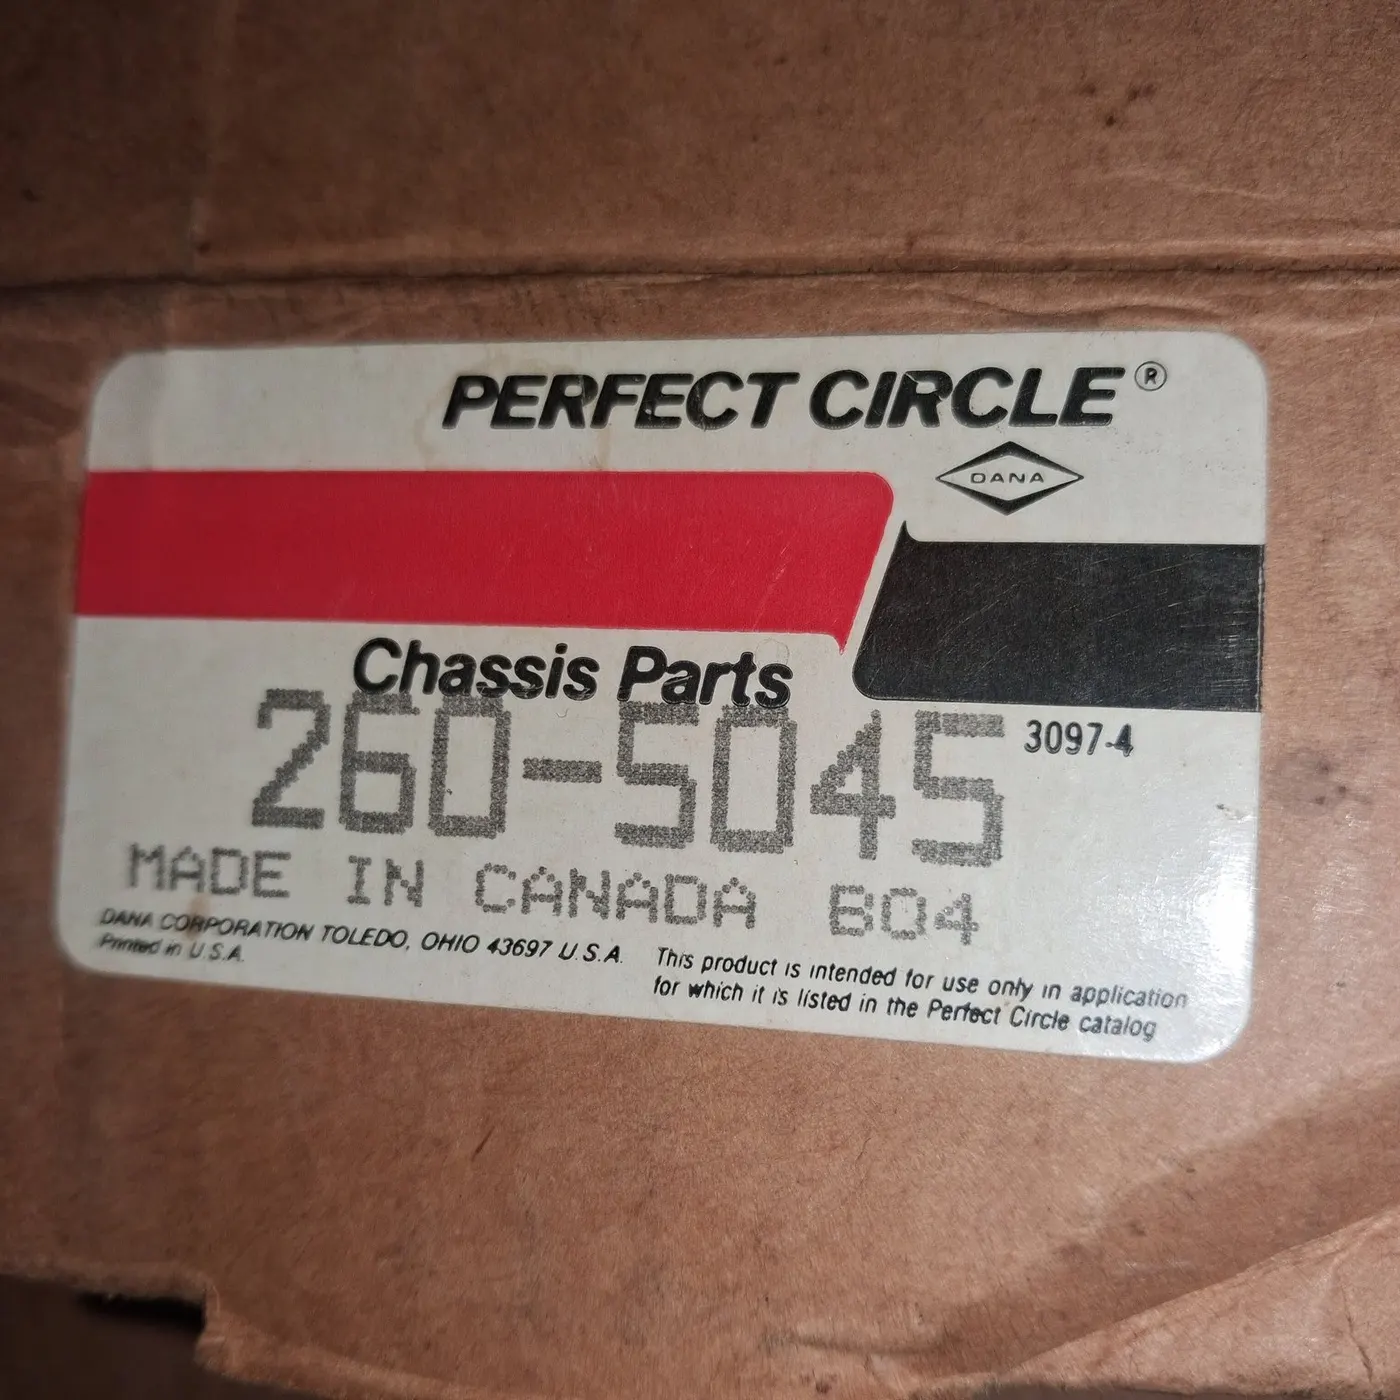 PERFECT CIRCLE®
DANA
Chassis Parts
260-5045
3097-4
MADE IN CANADA B04
DANA CORPORATION TOLEDO, OHIO 43697 U.S.A.
Printed in U.S.A.
This product is intended for use only in application
for which it is listed in the Perfect Circle catalog